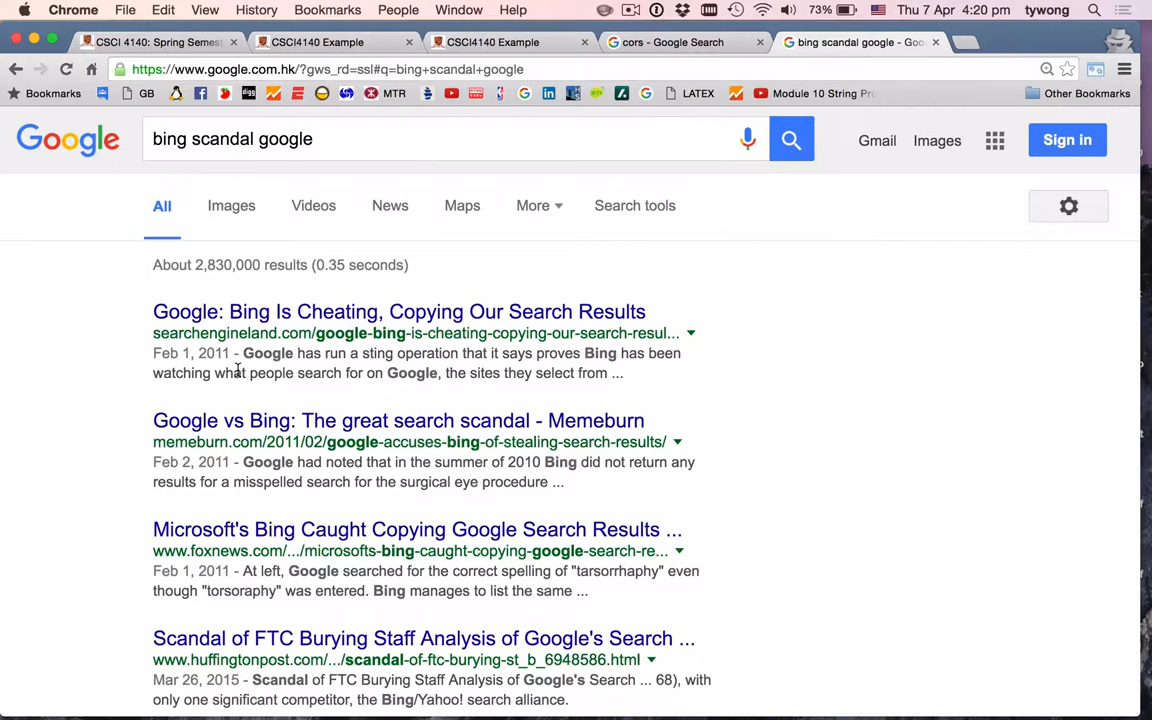 Chrome File Edit View History Bookmarks People Window Help 73% Thu 7 Apr 4:20 pm tywong
CSCI 4140: Spring Semest CSCI4140 Example CSCI4140 Example cors - Google Search bing scandal google - Goo
https://www.google.com.hk/?gws_rd=ssl#q=bing+scandal+google
Bookmarks GB MTR LATEX Module 10 String Pr Other Bookmarks
Google bing scandal google Gmail Images Sign in
All Images Videos News Maps More Search tools
About 2,830,000 results (0.35 seconds)
Google: Bing Is Cheating, Copying Our Search Results
searchengineland.com/google-bing-is-cheating-copying-our-search-resul...
Feb 1, 2011 - Google has run a sting operation that it says proves Bing has been
watching what people search for on Google, the sites they select from ...
Google vs Bing: The great search scandal - Memeburn
memeburn.com/2011/02/google-accuses-bing-of-stealing-search-results/
Feb 2, 2011 - Google had noted that in the summer of 2010 Bing did not return any
results for a misspelled search for the surgical eye procedure ...
Microsoft's Bing Caught Copying Google Search Results ...
www.foxnews.com/.../microsofts-bing-caught-copying-google-search-re...
Feb 1, 2011 - At left, Google searched for the correct spelling of "tarsorrhaphy" even
though "torsoraphy" was entered. Bing manages to list the same ...
Scandal of FTC Burying Staff Analysis of Google's Search ...
www.huffingtonpost.com/.../scandal-of-ftc-burying-st_b_6948586.html
Mar 26, 2015 - Scandal of FTC Burying Staff Analysis of Google's Search ... 68), with
only one significant competitor, the Bing/Yahoo! search alliance.